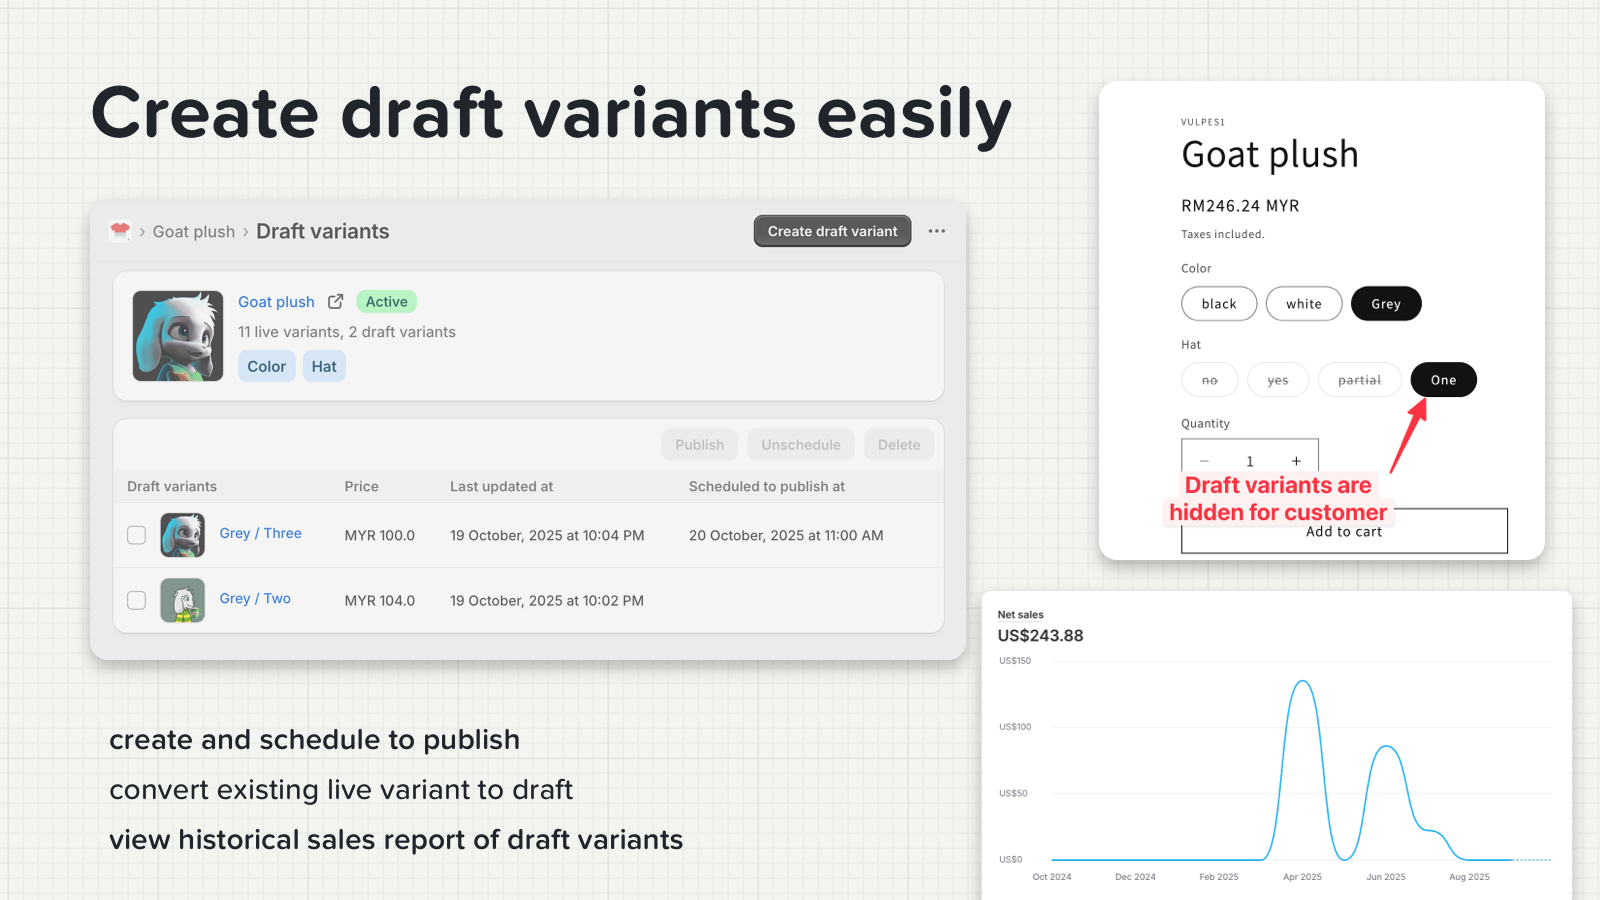 Create draft variants easily
› Goat plush › Draft variants
Create draft variant
Goat plush
Active
11 live variants, 2 draft variants
Color
Hat
Publish
Unschedule
Delete
Draft variants
Price
Last updated at
Scheduled to publish at
Grey / Three
MYR 100.0
19 October, 2025 at 10:04 PM
20 October, 2025 at 11:00 AM
Grey / Two
MYR 104.0
19 October, 2025 at 10:02 PM
create and schedule to publish
convert existing live variant to draft
view historical sales report of draft variants
VULPES1
Goat plush
RM246.24 MYR
Taxes included.
Color
black
white
Grey
Hat
no
yes
partial
One
Quantity
− 1 +
Draft variants are
hidden for customer
Add to cart
Net sales
US$243.88
US$150
US$100
US$50
US$0
Oct 2024
Dec 2024
Feb 2025
Apr 2025
Jun 2025
Aug 2025